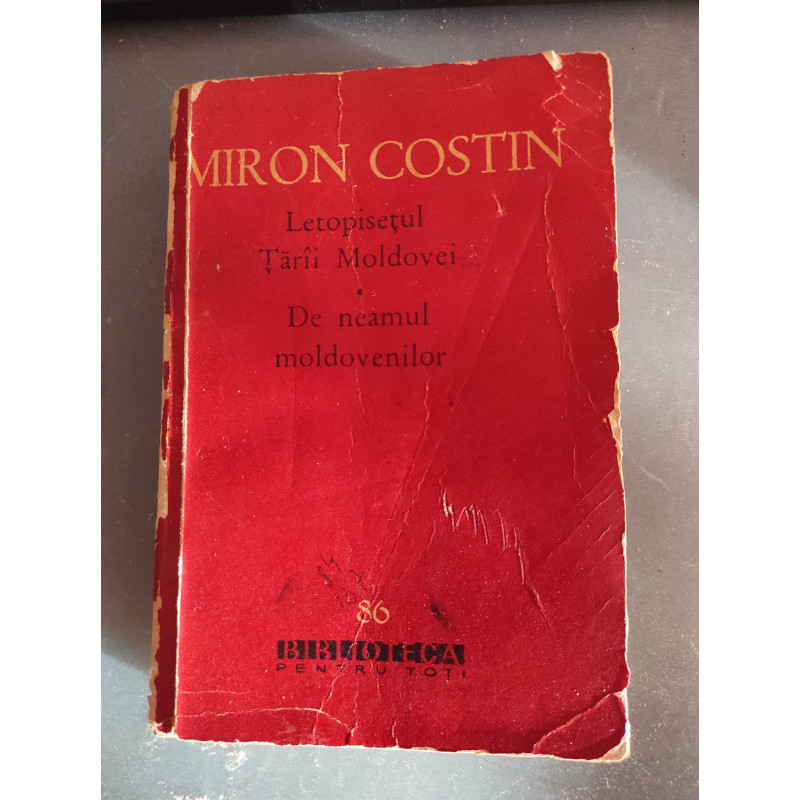 MIRON COSTIN
Letopisețul
Țării Moldovei
•
De neamul
moldovenilor
86
BIBLIOTECA
PENTRU TOȚI